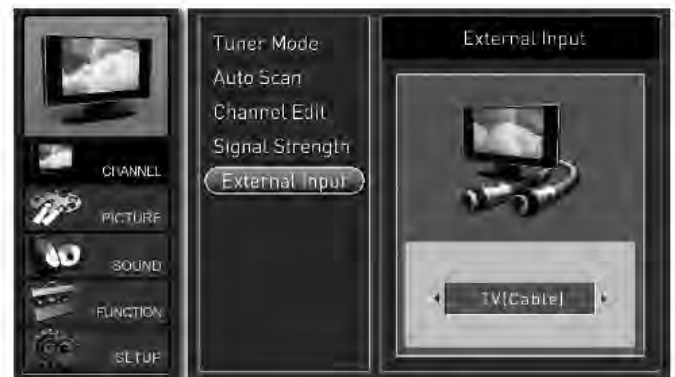 CHANNEL
PICTURE
SOUND
FUNCTION
SETUP
Tuner Mode
Auto Scan
Channel Edit
Signal Strength
External Input
External Input
TV(Cable)